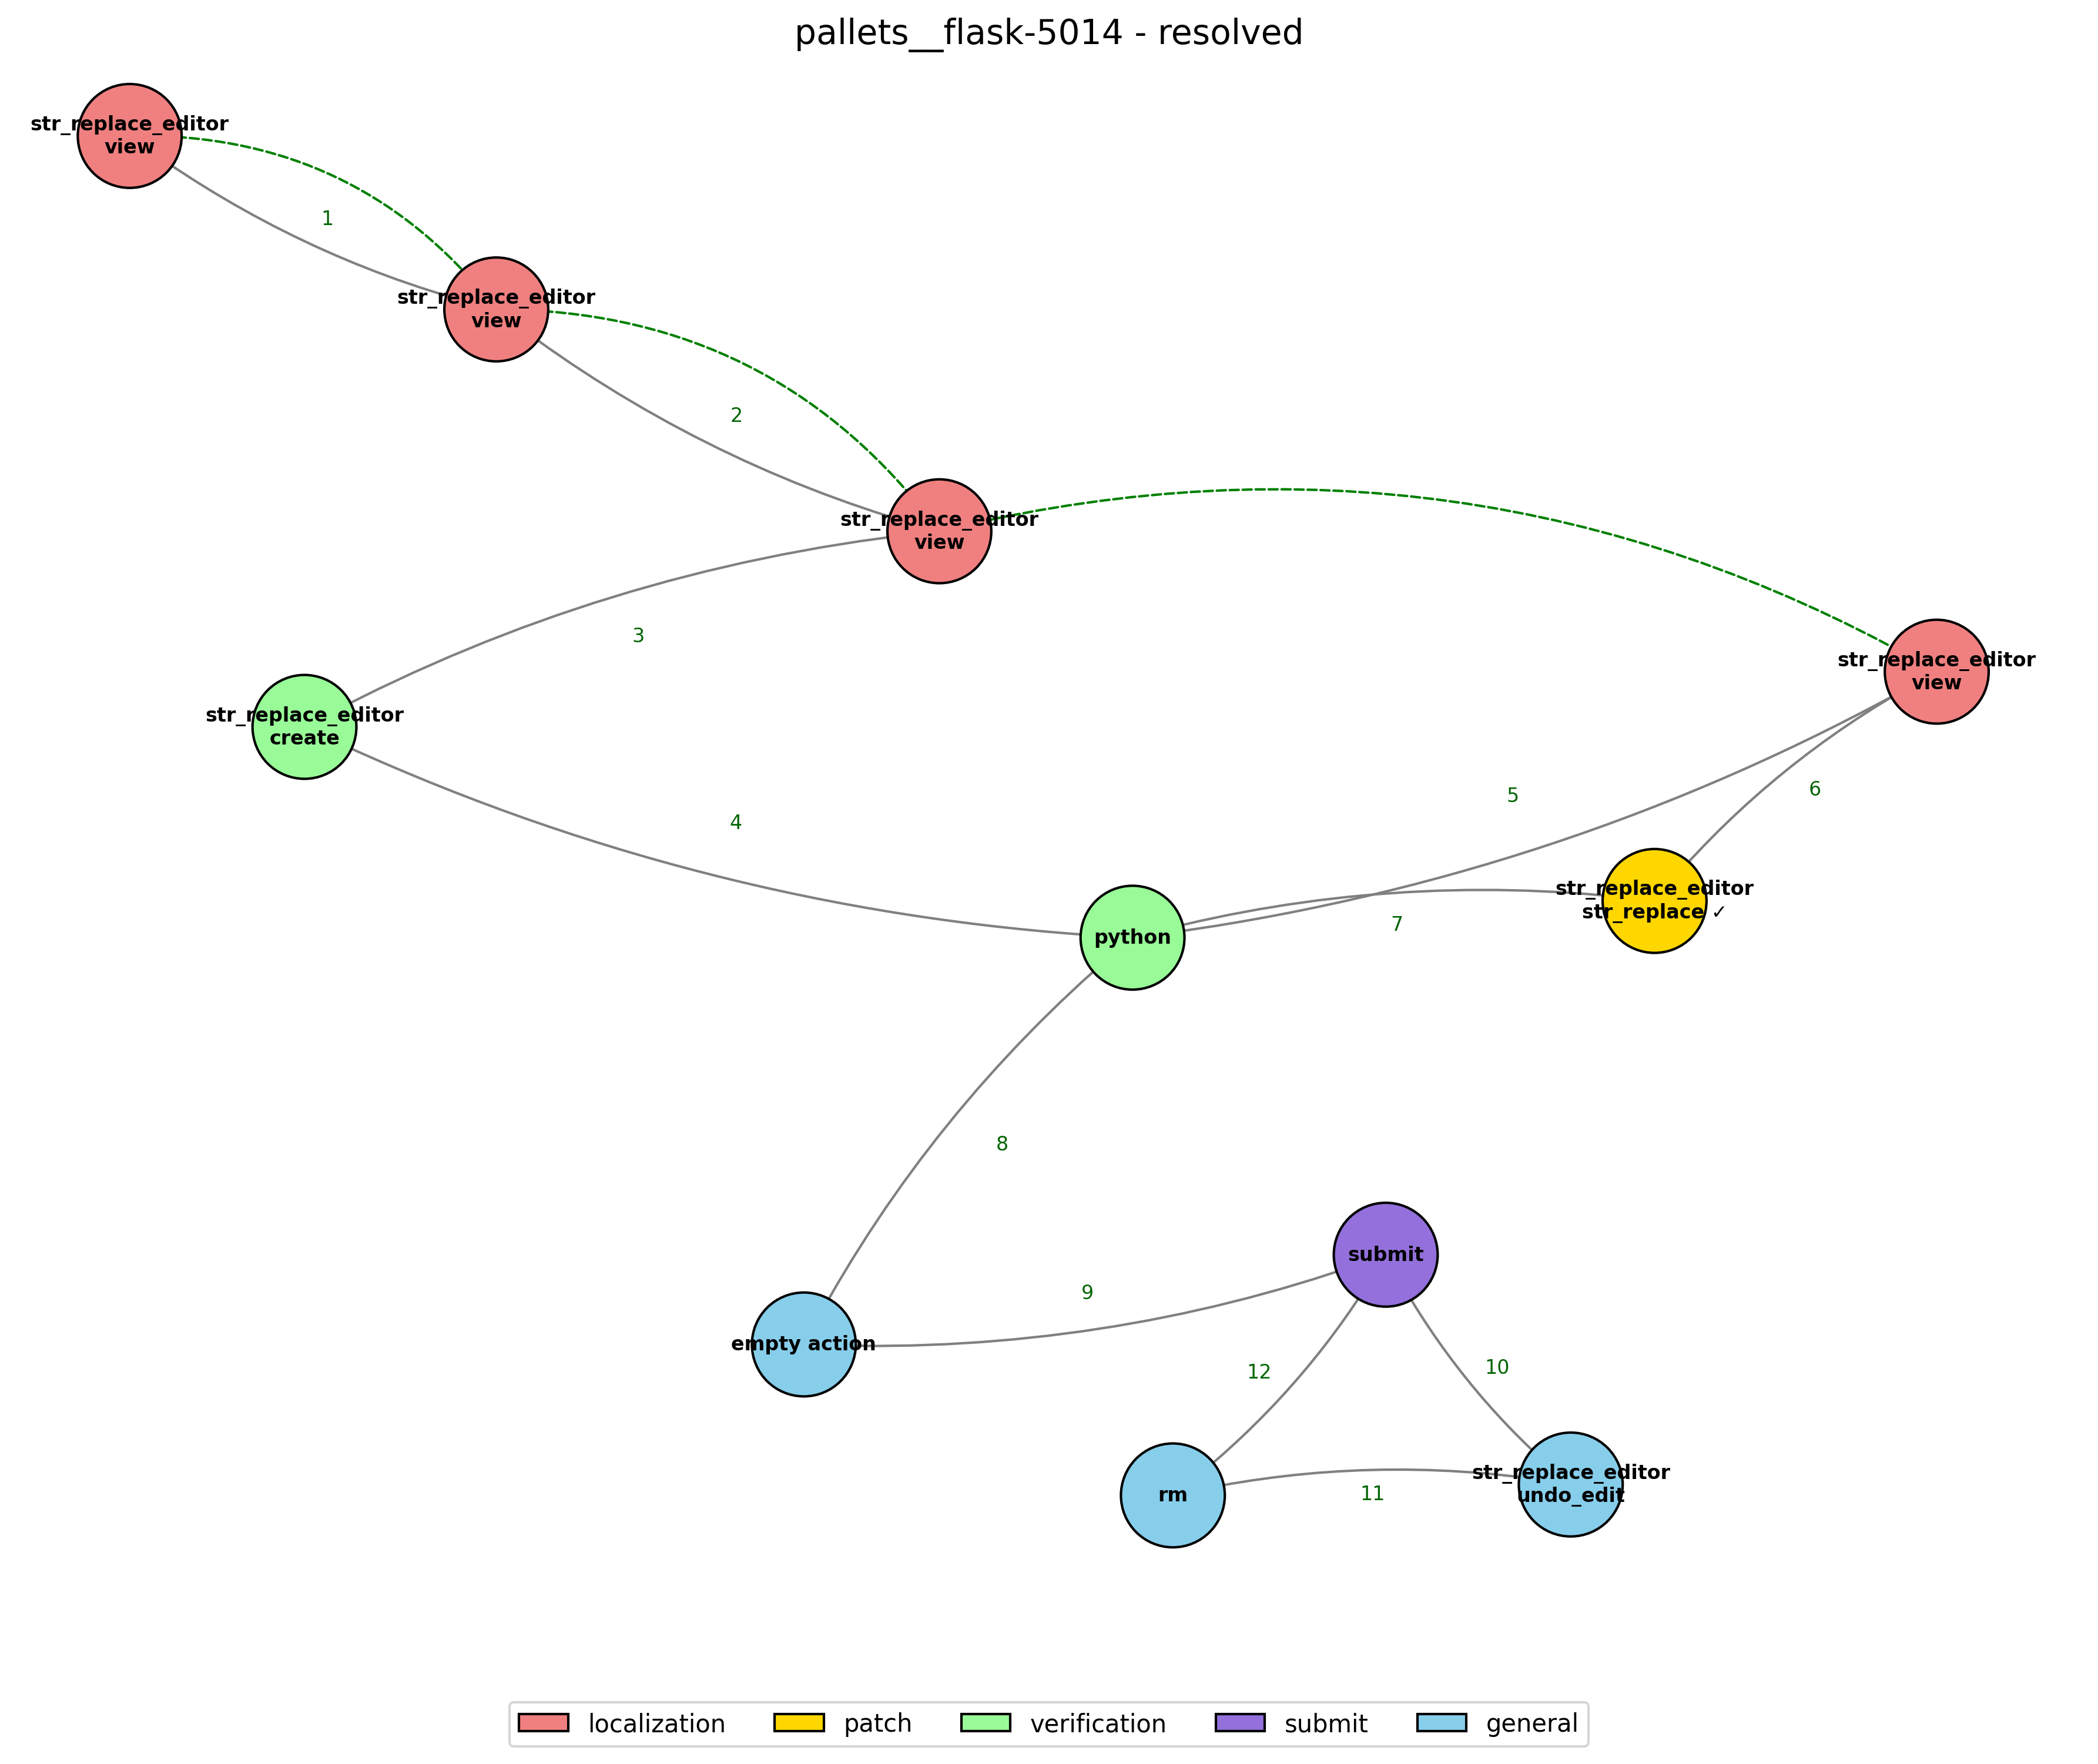 pallets__flask-5014 - resolved
str_replace_editor
view
1
str_replace_editor
view
2
str_replace_editor
view
3
str_replace_editor
view
str_replace_editor
create
4
5
6
str_replace_editor
str_replace ✓
7
python
8
submit
9
empty action
12
10
str_replace_editor
undo_edit
rm
11
localization
patch
verification
submit
general